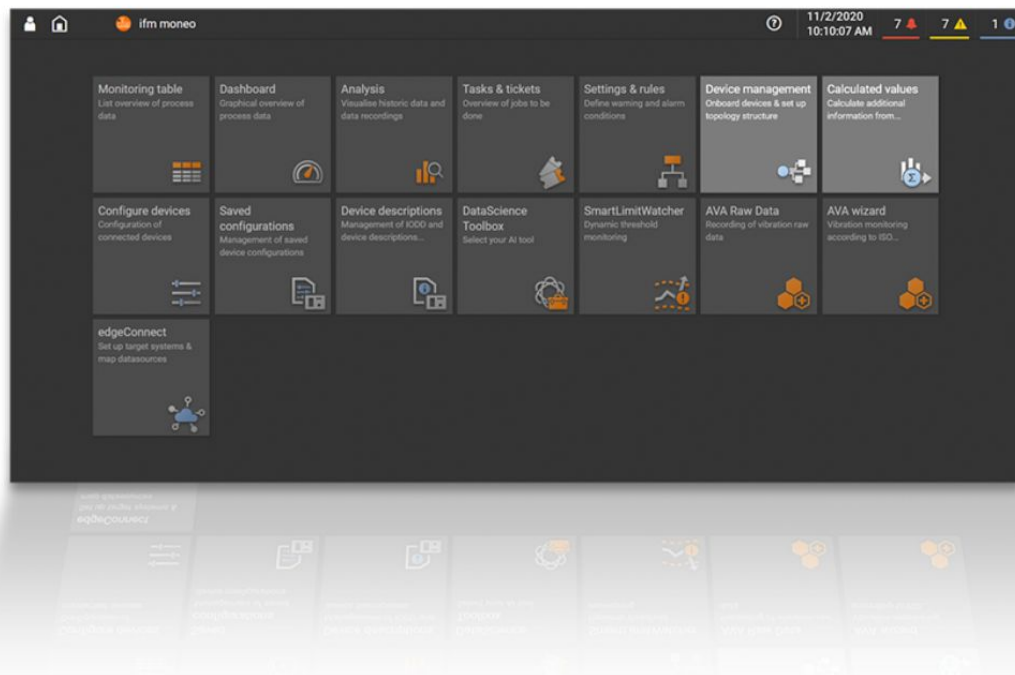 ifm moneo
11/2/2020
10:10:07 AM
7
7
1
Monitoring table
List overview of process
data
Dashboard
Graphical overview of
process data
Analysis
Visualise historic data and
data recordings
Tasks & tickets
Overview of jobs to be
done
Settings & rules
Define warning and alarm
conditions
Device management
Onboard devices & set up
topology structure
Calculated values
Calculate additional
information from...
Configure devices
Configuration of
connected devices
Saved
configurations
Management of saved
device configurations
Device descriptions
Management of IODD and
device descriptions...
DataScience
Toolbox
Select your AI tool
SmartLimitWatcher
Dynamic threshold
monitoring
AVA Raw Data
Recording of vibration raw
data
AVA wizard
Vibration monitoring
according to ISO...
edgeConnect
Set up target systems &
map datasources